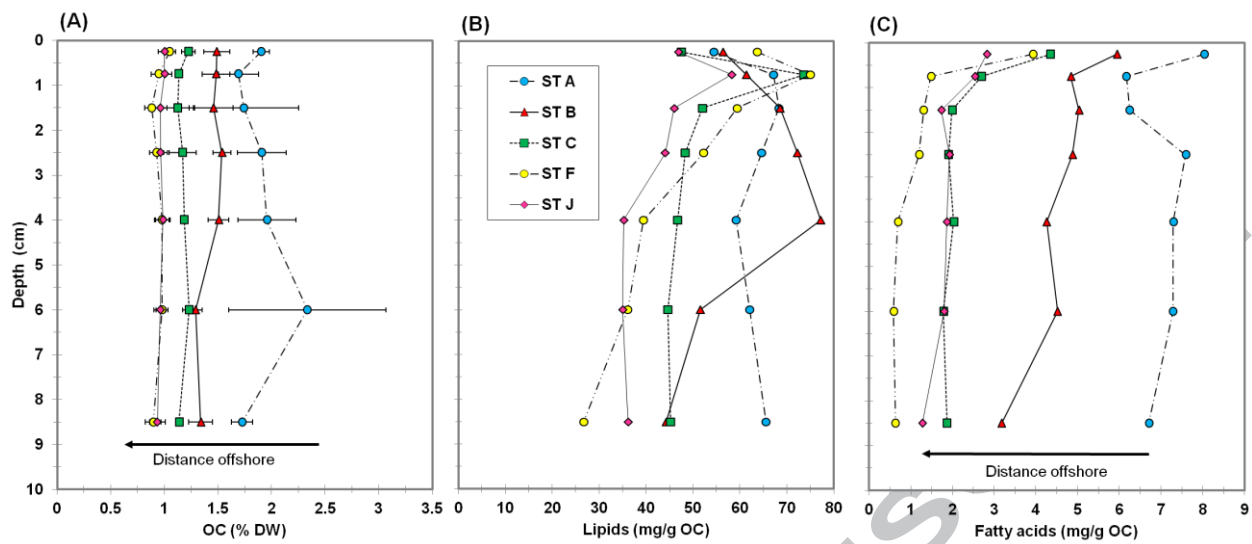 (A)
(B)
(C)
0
1
2
3
4
5
6
7
8
9
10
Depth (cm)
Distance offshore
0 0.5 1 1.5 2 2.5 3 3.5
OC (% DW)
ST A
ST B
ST C
ST F
ST J
0 10 20 30 40 50 60 70 80
Lipids (mg/g OC)
Distance offshore
0 1 2 3 4 5 6 7 8 9
Fatty acids (mg/g OC)